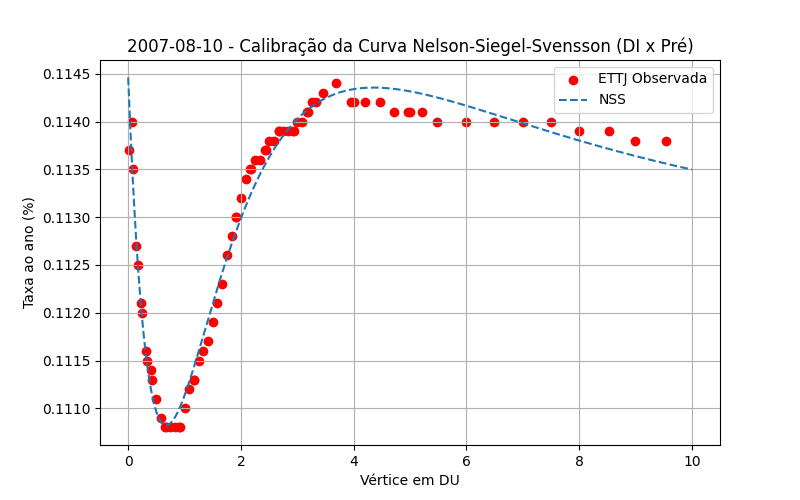 2007-08-10 - Calibração da Curva Nelson-Siegel-Svensson (DI x Pré)
ETTJ Observada
NSS
Taxa ao ano (%)
0.1145
0.1140
0.1135
0.1130
0.1125
0.1120
0.1115
0.1110
0 2 4 6 8 10
Vértice em DU